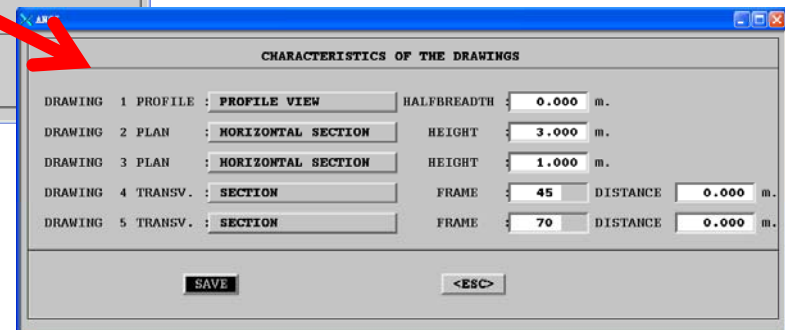 CHARACTERISTICS OF THE DRAWINGS
DRAWING 1 PROFILE : PROFILE VIEW HALFBREADTH : 0.000 m.
DRAWING 2 PLAN : HORIZONTAL SECTION HEIGHT : 3.000 m.
DRAWING 3 PLAN : HORIZONTAL SECTION HEIGHT : 1.000 m.
DRAWING 4 TRANSV. : SECTION FRAME : 45 DISTANCE 0.000 m.
DRAWING 5 TRANSV. : SECTION FRAME : 70 DISTANCE 0.000 m.
SAVE <ESC>